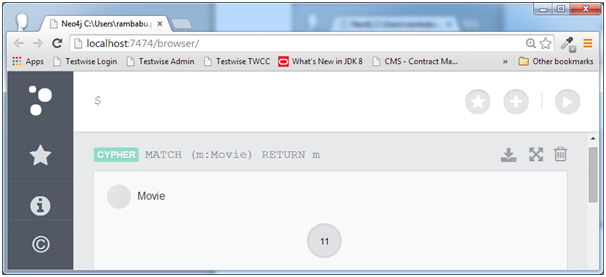 Neo4j C:\Users\rambabu.
localhost:7474/browser/
Apps Testwise Login Testwise Admin Testwise TWCC What's New in JDK 8 CMS - Contract Ma... » Other bookmarks
$
CYPHER MATCH (m:Movie) RETURN m
Movie
11